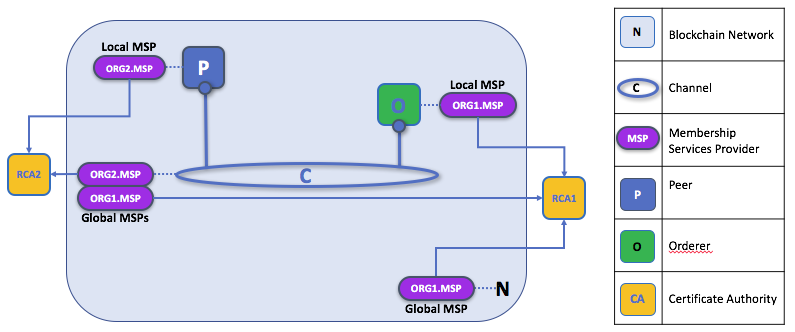 Local MSP
ORG2.MSP
P
Local MSP
O
ORG1.MSP
RCA2
ORG2.MSP
C
ORG1.MSP
Global MSPs
RCA1
ORG1.MSP
N
Global MSP
N
Blockchain Network
C
Channel
MSP
Membership
Services Provider
P
Peer
O
Orderer
CA
Certificate Authority